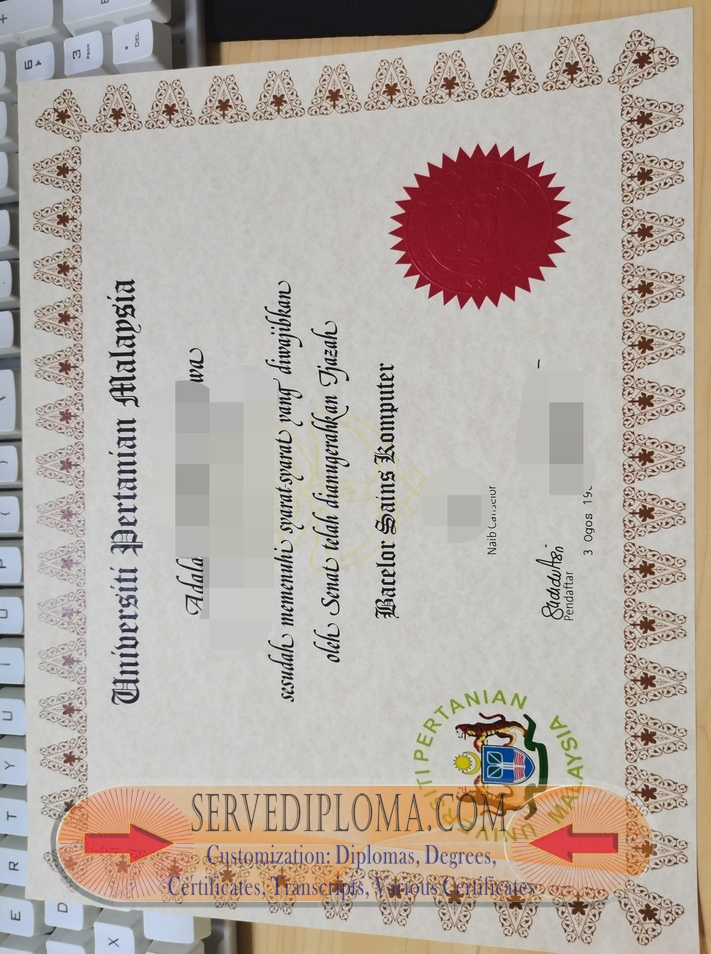 Universiti Pertanian Malaysia
sesudah memenuhi syarat-syarat yang diwajibkan
oleh Senat telah dianugerahkan Ijazah
Bacelor Sains Komputer
Naib Canselor
Pendaftar
3 Ogos 19
PERTANIAN MALAYSIA
SERVEDIPLOMA.COM
Customization: Diplomas, Degrees,
Certificates, Transcripts, Various Certificates